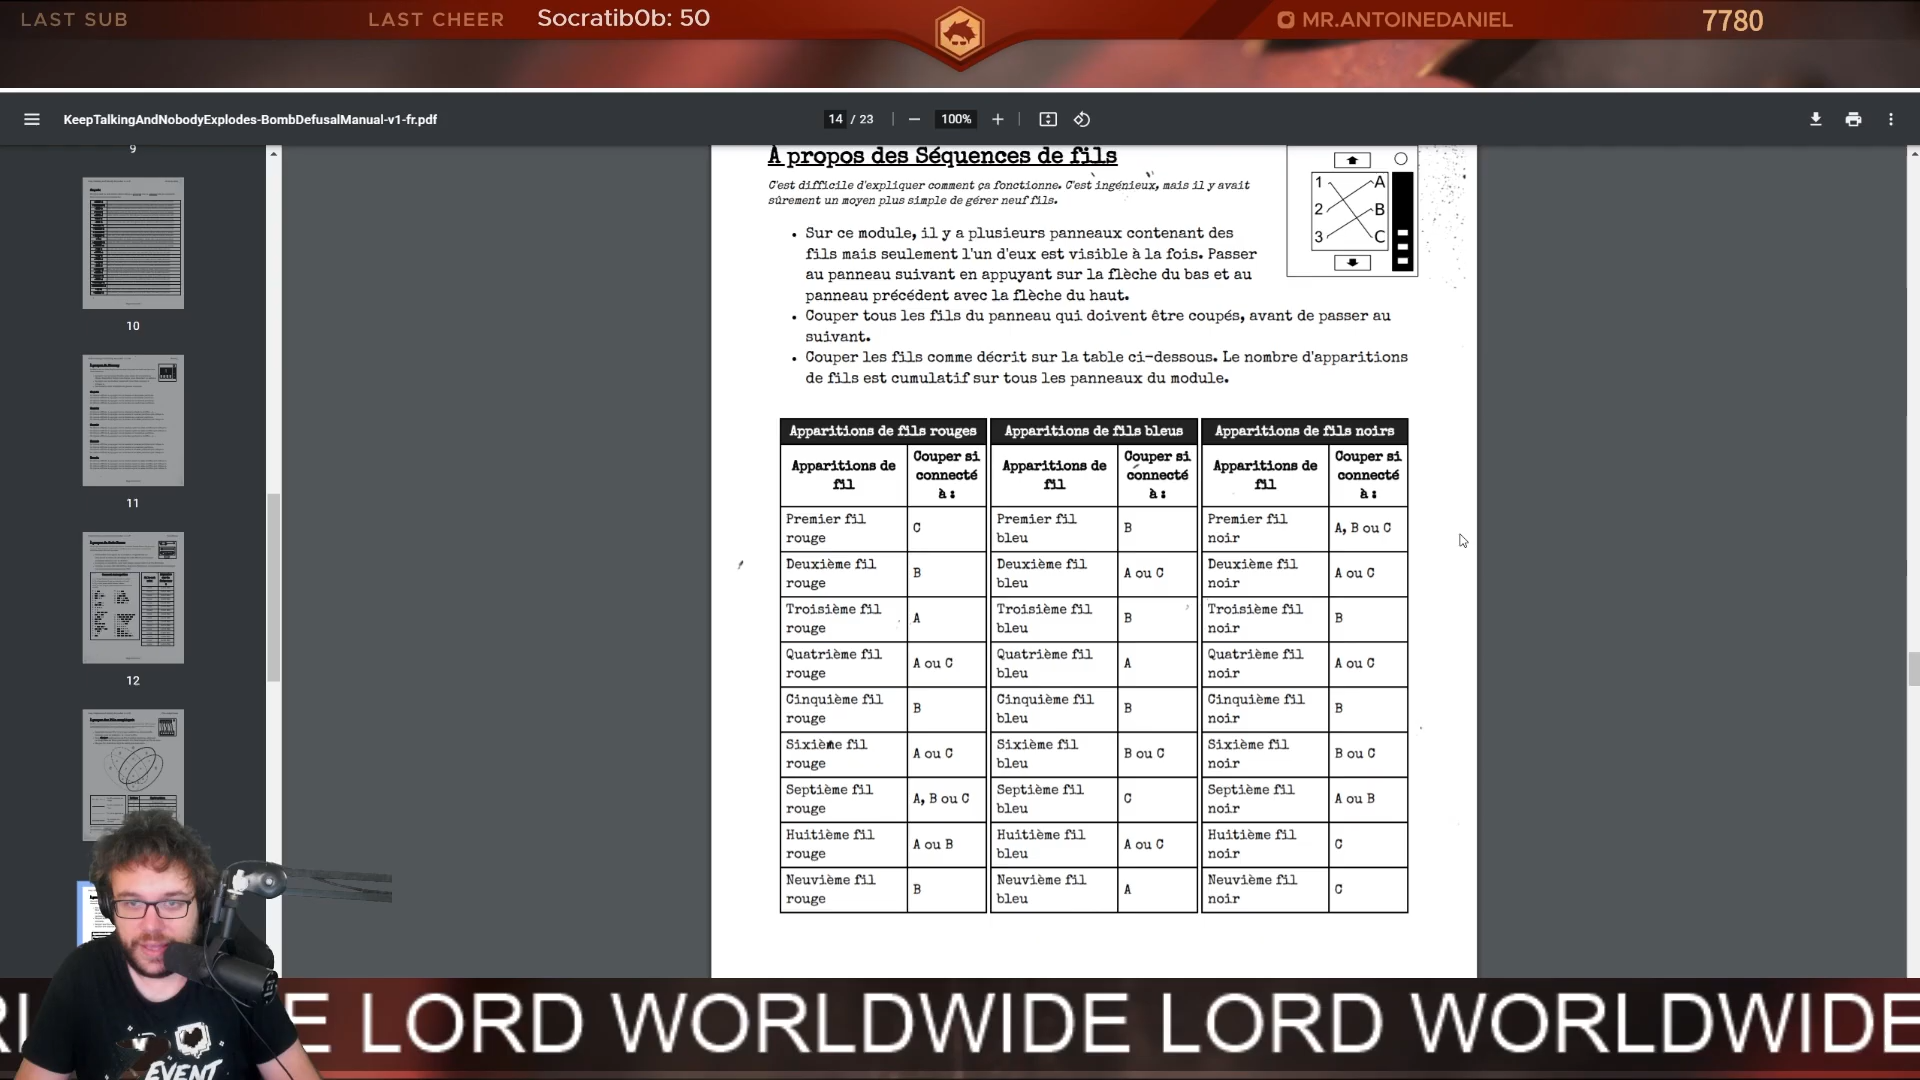 LAST SUB
LAST CHEER
Socratib0b: 50
MR.ANTOINEDANIEL
7780
KeepTalkingAndNobodyExplodes-BombDefusalManual-v1-fr.pdf
14 / 23
100%
9
10
11
12
À propos des Séquences de fils
C'est difficile d'expliquer comment ça fonctionne. C'est ingénieux, mais il y avait
sûrement un moyen plus simple de gérer neuf fils.
• Sur ce module, il y a plusieurs panneaux contenant des
fils mais seulement l'un d'eux est visible à la fois. Passer
au panneau suivant en appuyant sur la flèche du bas et au
panneau précédent avec la flèche du haut.
• Couper tous les fils du panneau qui doivent être coupés, avant de passer au
suivant.
• Couper les fils comme décrit sur la table ci-dessous. Le nombre d'apparitions
de fils est cumulatif sur tous les panneaux du module.
1 A
2 B
3 C
Apparitions de fils rouges Apparitions de fils bleus Apparitions de fils noirs
Apparitions de fil Couper si connecté à : Apparitions de fil Couper si connecté à : Apparitions de fil Couper si connecté à :
Premier fil rouge C Premier fil bleu B Premier fil noir A, B ou C
Deuxième fil rouge B Deuxième fil bleu A ou C Deuxième fil noir A ou C
Troisième fil rouge A Troisième fil bleu B Troisième fil noir B
Quatrième fil rouge A ou C Quatrième fil bleu A Quatrième fil noir A ou C
Cinquième fil rouge B Cinquième fil bleu B Cinquième fil noir B
Sixième fil rouge A ou C Sixième fil bleu B ou C Sixième fil noir B ou C
Septième fil rouge A, B ou C Septième fil bleu C Septième fil noir A ou B
Huitième fil rouge A ou B Huitième fil bleu A ou C Huitième fil noir C
Neuvième fil rouge B Neuvième fil bleu A Neuvième fil noir C
E LORD WORLDWIDE LORD WORLDWIDE
EVENT